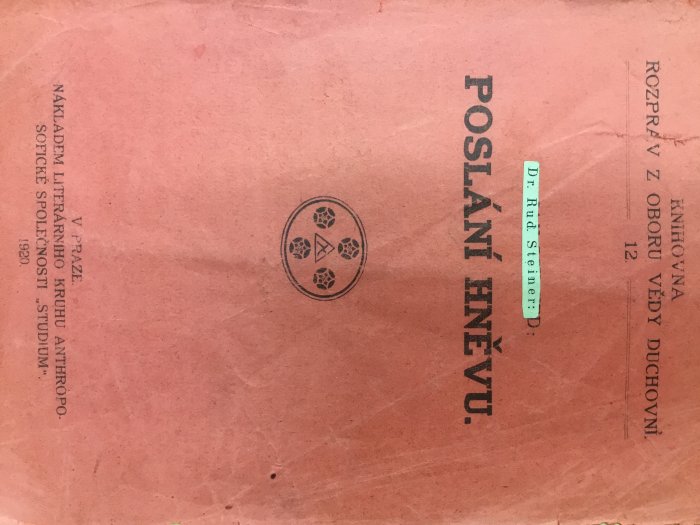 KNIHOVNA
ROZPRAV Z OBORU VĚDY DUCHOVNÍ.
12.
Dr. Rud Steiner: D:
POSLÁNÍ HNĚVU.
V PRAZE.
NÁKLADEM LITERÁRNÍHO KRUHU ANTHROPO-
SOFICKÉ SPOLEČNOSTI „STUDIUM“.
1920.